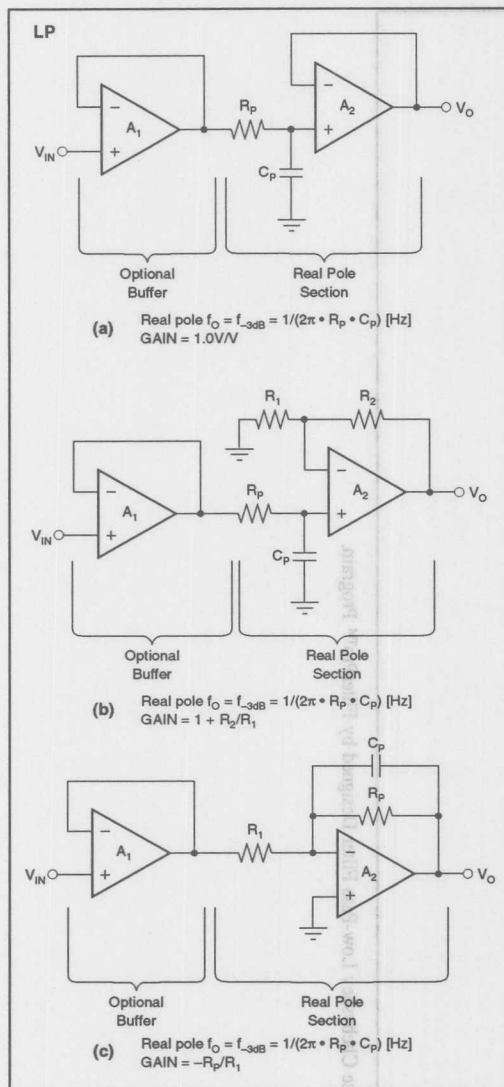 LP
A1
A2
RP
CP
VIN
VO
Optional Buffer
Real Pole Section
(a) Real pole fO = f−3dB = 1/(2π • RP • CP) [Hz]
GAIN = 1.0V/V
R1
R2
A1
A2
RP
CP
VIN
VO
Optional Buffer
Real Pole Section
(b) Real pole fO = f−3dB = 1/(2π • RP • CP) [Hz]
GAIN = 1 + R2/R1
CP
RP
R1
A1
A2
VIN
VO
Optional Buffer
Real Pole Section
(c) Real pole fO = f−3dB = 1/(2π • RP • CP) [Hz]
GAIN = −RP/R1